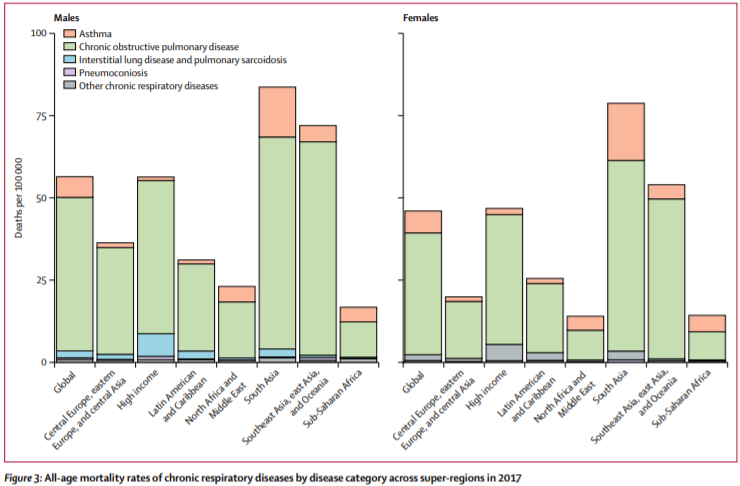 Males
Females
100
75
50
25
0
Deaths per 100 000
Asthma
Chronic obstructive pulmonary disease
Interstitial lung disease and pulmonary sarcoidosis
Pneumoconiosis
Other chronic respiratory diseases
Global
Central Europe, eastern
Europe, and central Asia
High income
Latin American
and Caribbean
North Africa and
Middle East
South Asia
Southeast Asia, east Asia,
and Oceania
Sub-Saharan Africa
Global
Central Europe, eastern
Europe, and central Asia
High income
Latin American
and Caribbean
North Africa and
Middle East
South Asia
Southeast Asia, east Asia,
and Oceania
Sub-Saharan Africa
Figure 3: All-age mortality rates of chronic respiratory diseases by disease category across super-regions in 2017